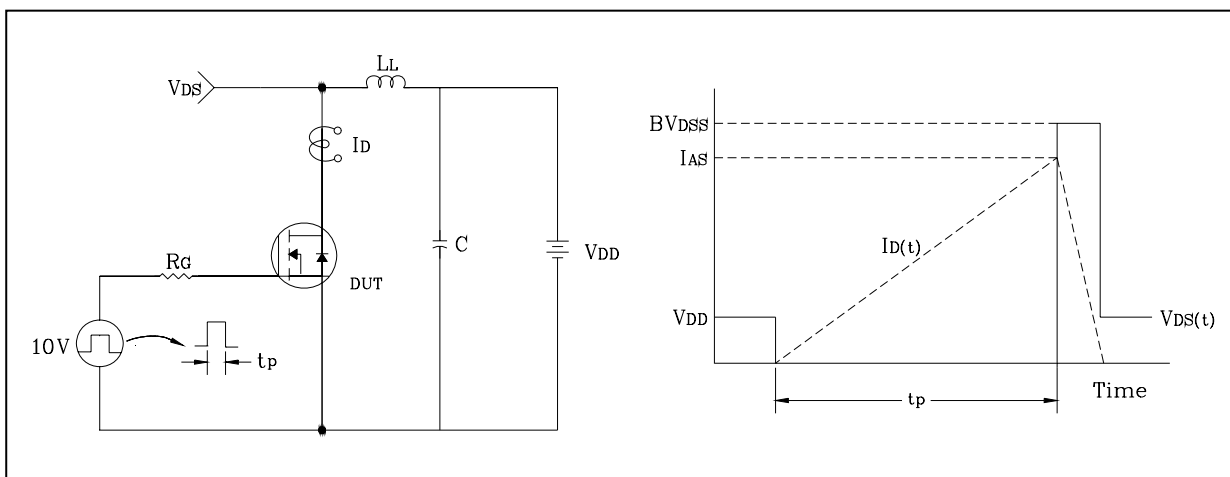 LL
VDS
ID
RG
DUT
C
VDD
10V
tp
BVDSS
IAS
ID(t)
VDD
VDS(t)
Time
tp